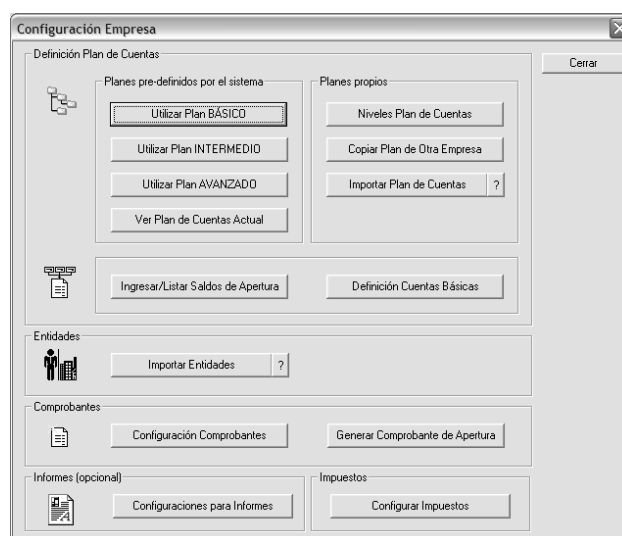 Configuración Empresa
Cerrar
Definición Plan de Cuentas
Planes pre-definidos por el sistema
Utilizar Plan BÁSICO
Utilizar Plan INTERMEDIO
Utilizar Plan AVANZADO
Ver Plan de Cuentas Actual
Planes propios
Niveles Plan de Cuentas
Copiar Plan de Otra Empresa
Importar Plan de Cuentas ?
Ingresar/Listar Saldos de Apertura
Definición Cuentas Básicas
Entidades
Importar Entidades ?
Comprobantes
Configuración Comprobantes
Generar Comprobante de Apertura
Informes (opcional)
Configuraciones para Informes
Impuestos
Configurar Impuestos